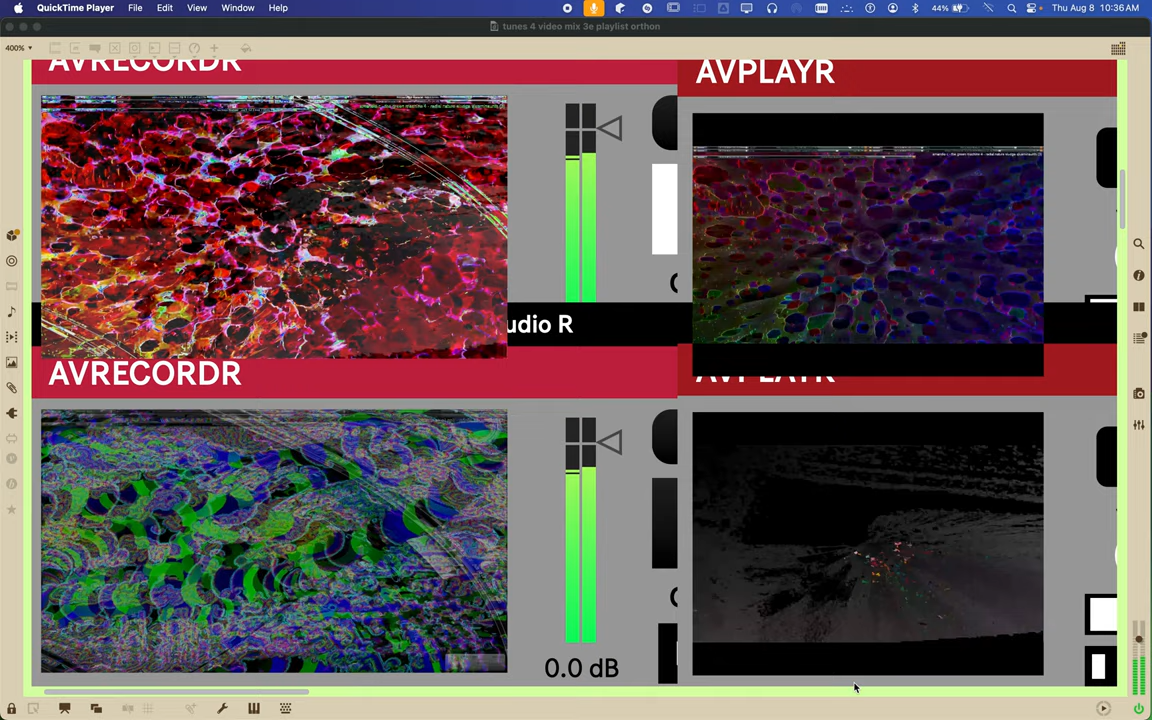 QuickTime Player File Edit View Window Help 44% Thu Aug 8 10:36 AM
tunes 4 video mix 3e playlist orthon
400%
AVRECORDR
AVPLAYR
udio R
AVRECORDR
AVPLAYR
0.0 dB